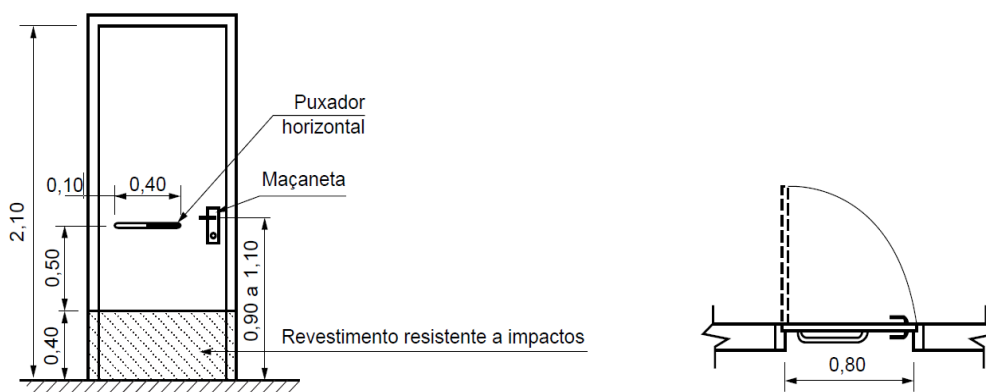 Puxador
horizontal
0,10
0,40
Maçaneta
2,10
0,50
0,90 a 1,10
0,40
Revestimento resistente a impactos
0,80